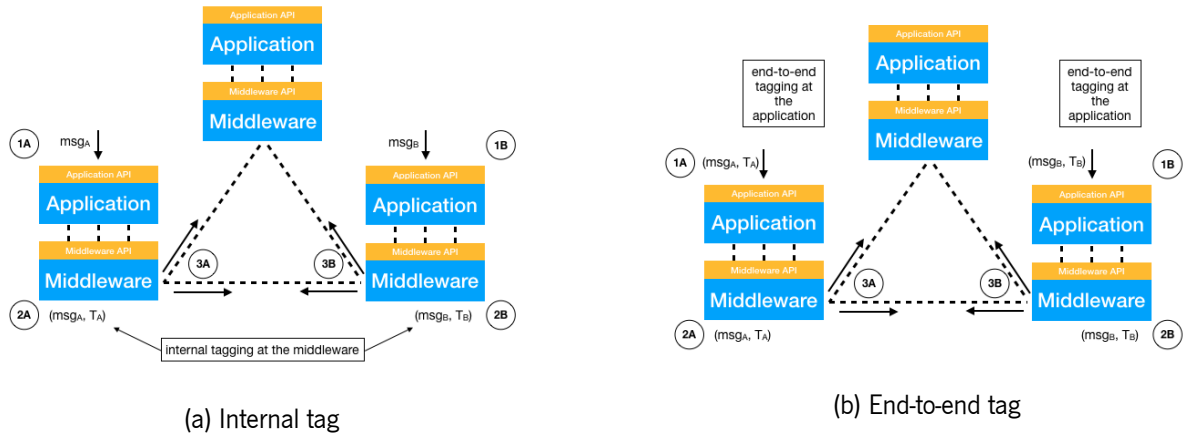 Application API
Application
Middleware API
Middleware
1A
msgA
Application API
Application
Middleware API
Middleware
2A
(msgA, TA)
msgB
1B
Application API
Application
Middleware API
Middleware
(msgB, TB)
2B
3A
3B
internal tagging at the middleware
(a) Internal tag
Application API
Application
Middleware API
Middleware
end-to-end
tagging at
the
application
end-to-end
tagging at
the
application
1A
(msgA, TA)
Application API
Application
Middleware API
Middleware
2A
(msgA, TA)
(msgB, TB)
1B
Application API
Application
Middleware API
Middleware
(msgB, TB)
2B
3A
3B
(b) End-to-end tag